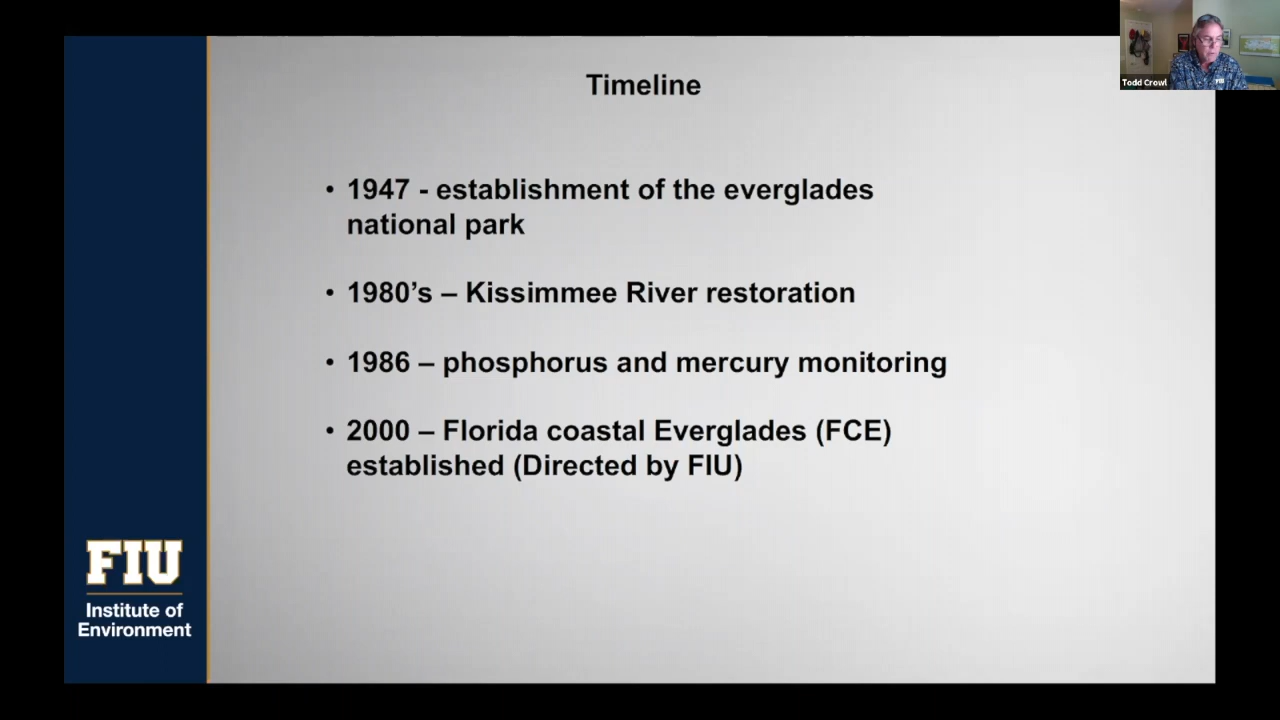 Timeline
• 1947 - establishment of the everglades
national park
• 1980’s – Kissimmee River restoration
• 1986 – phosphorus and mercury monitoring
• 2000 – Florida coastal Everglades (FCE)
established (Directed by FIU)
FIU
Institute of
Environment
Todd Crowl
FIU